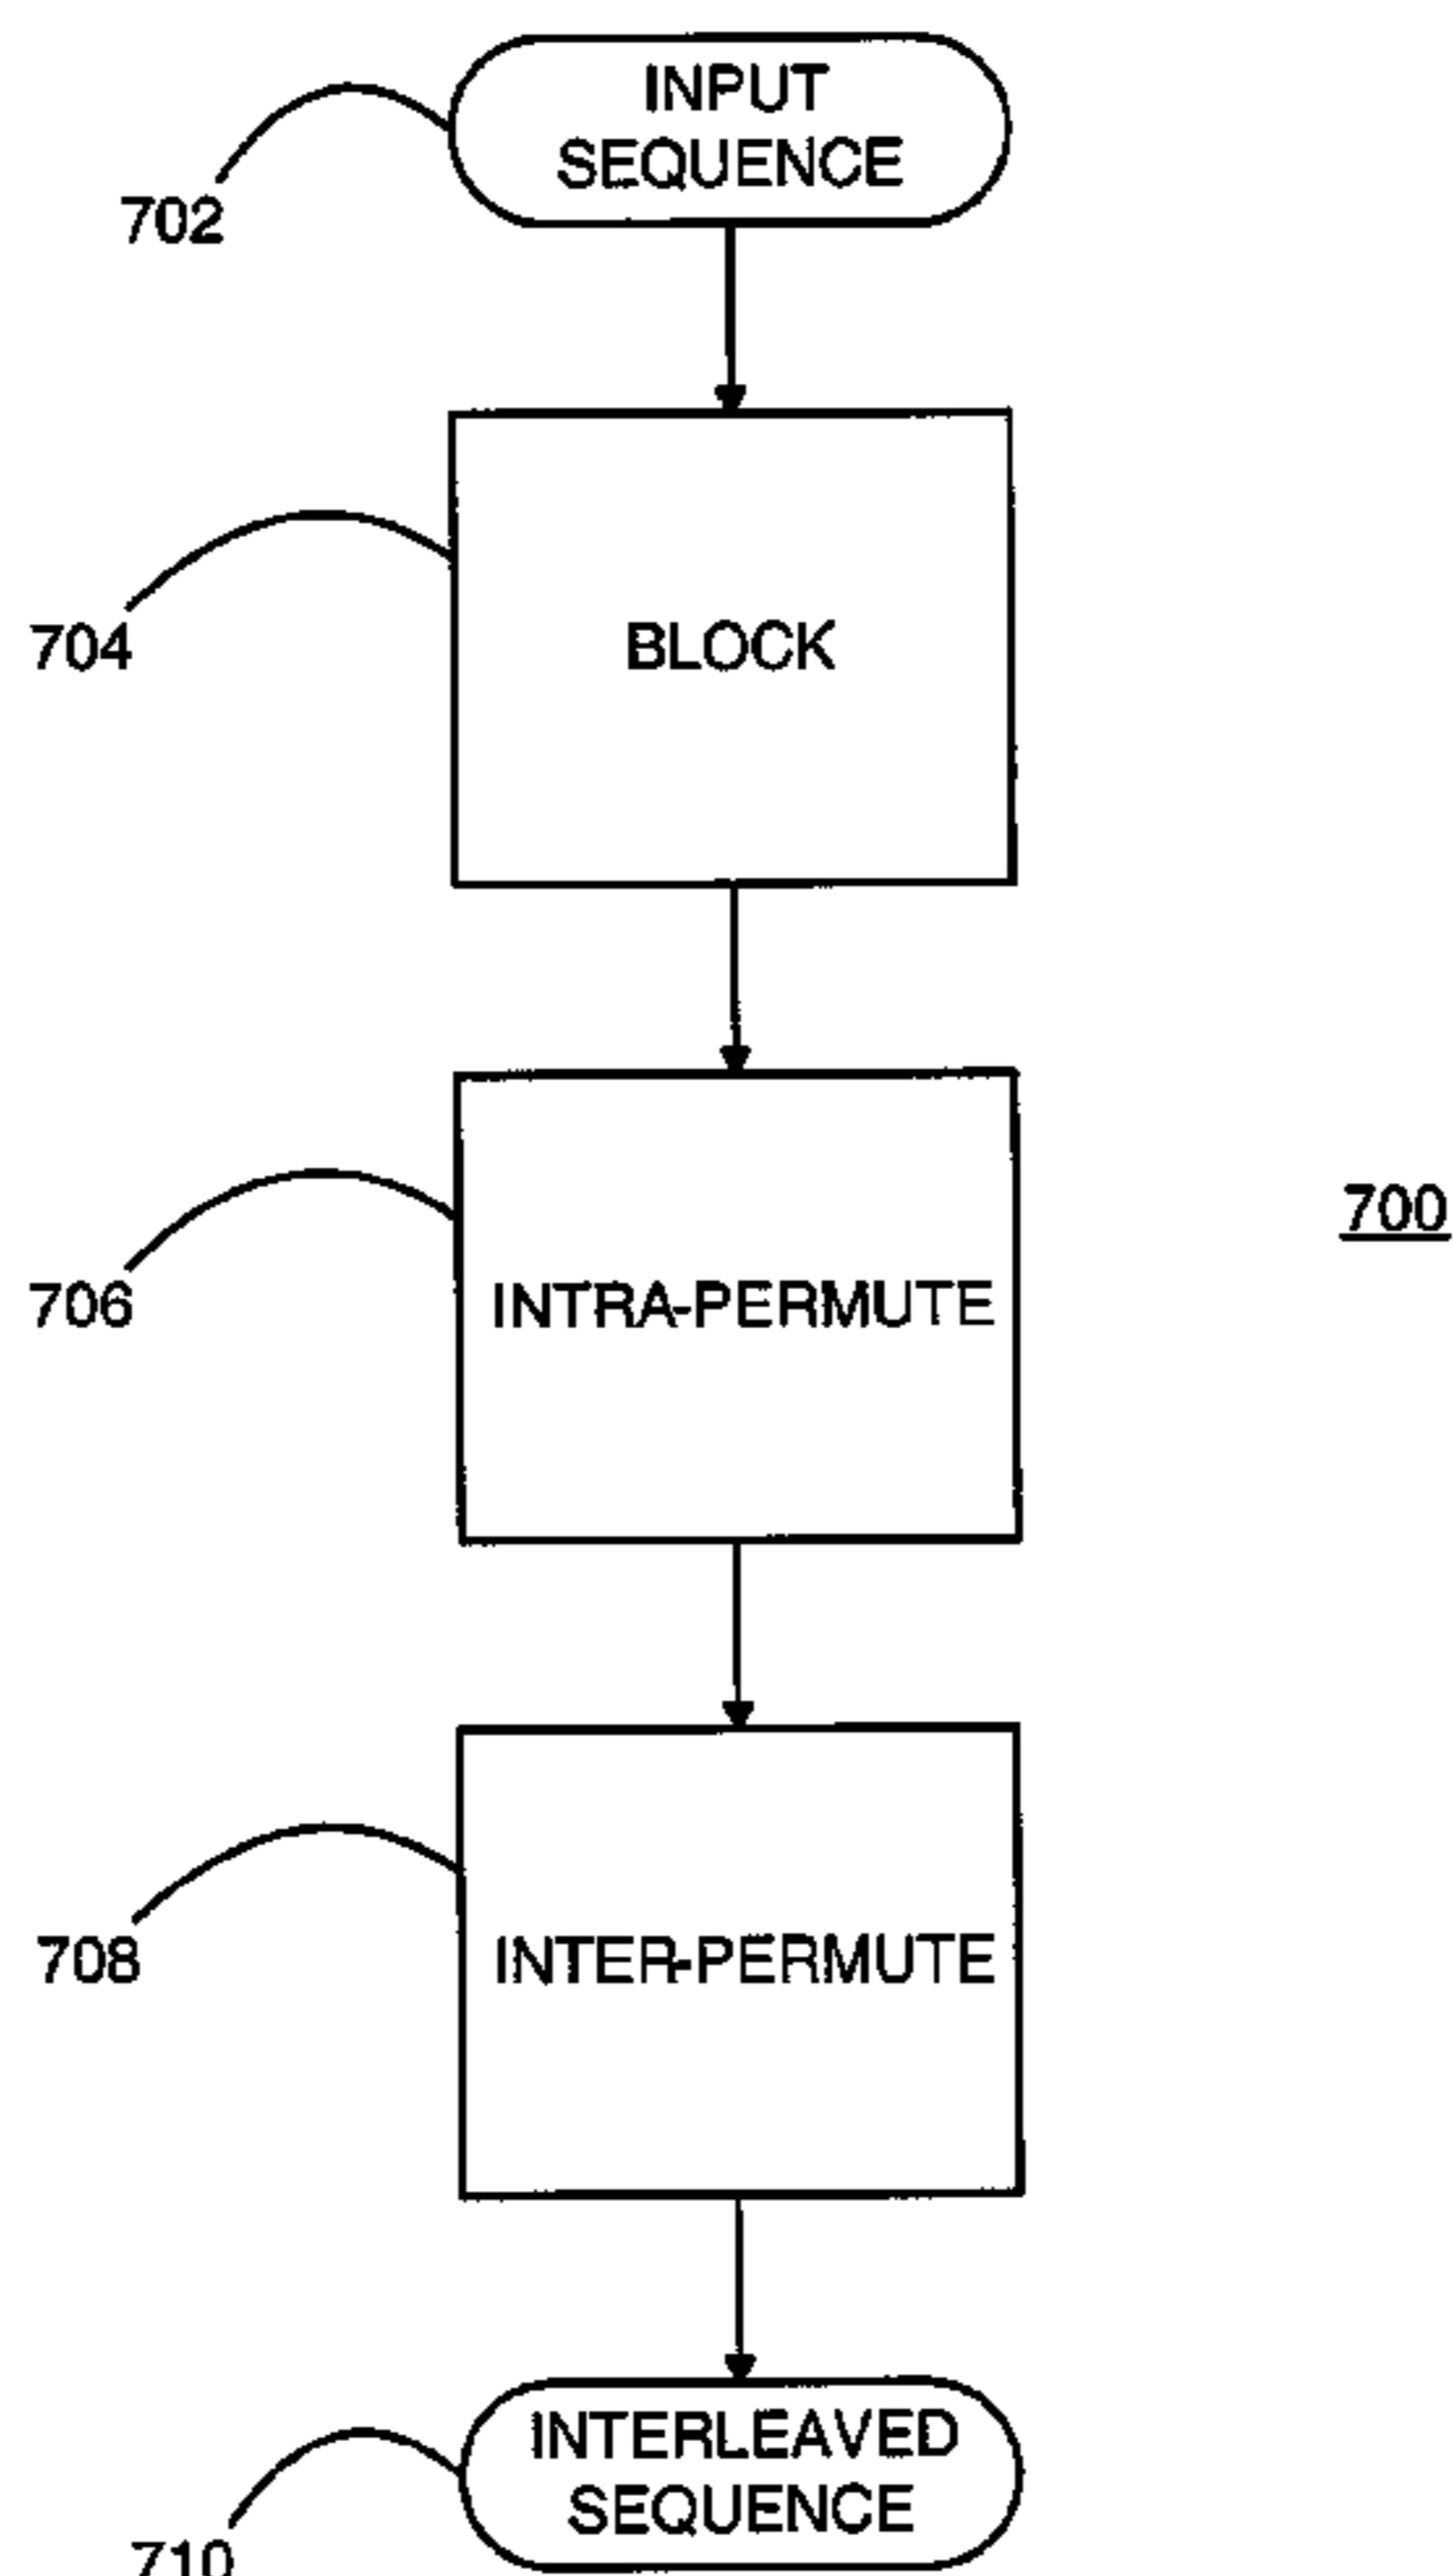 INPUT
SEQUENCE
702
BLOCK
704
700
INTRA-PERMUTE
706
INTER-PERMUTE
708
INTERLEAVED
SEQUENCE
710